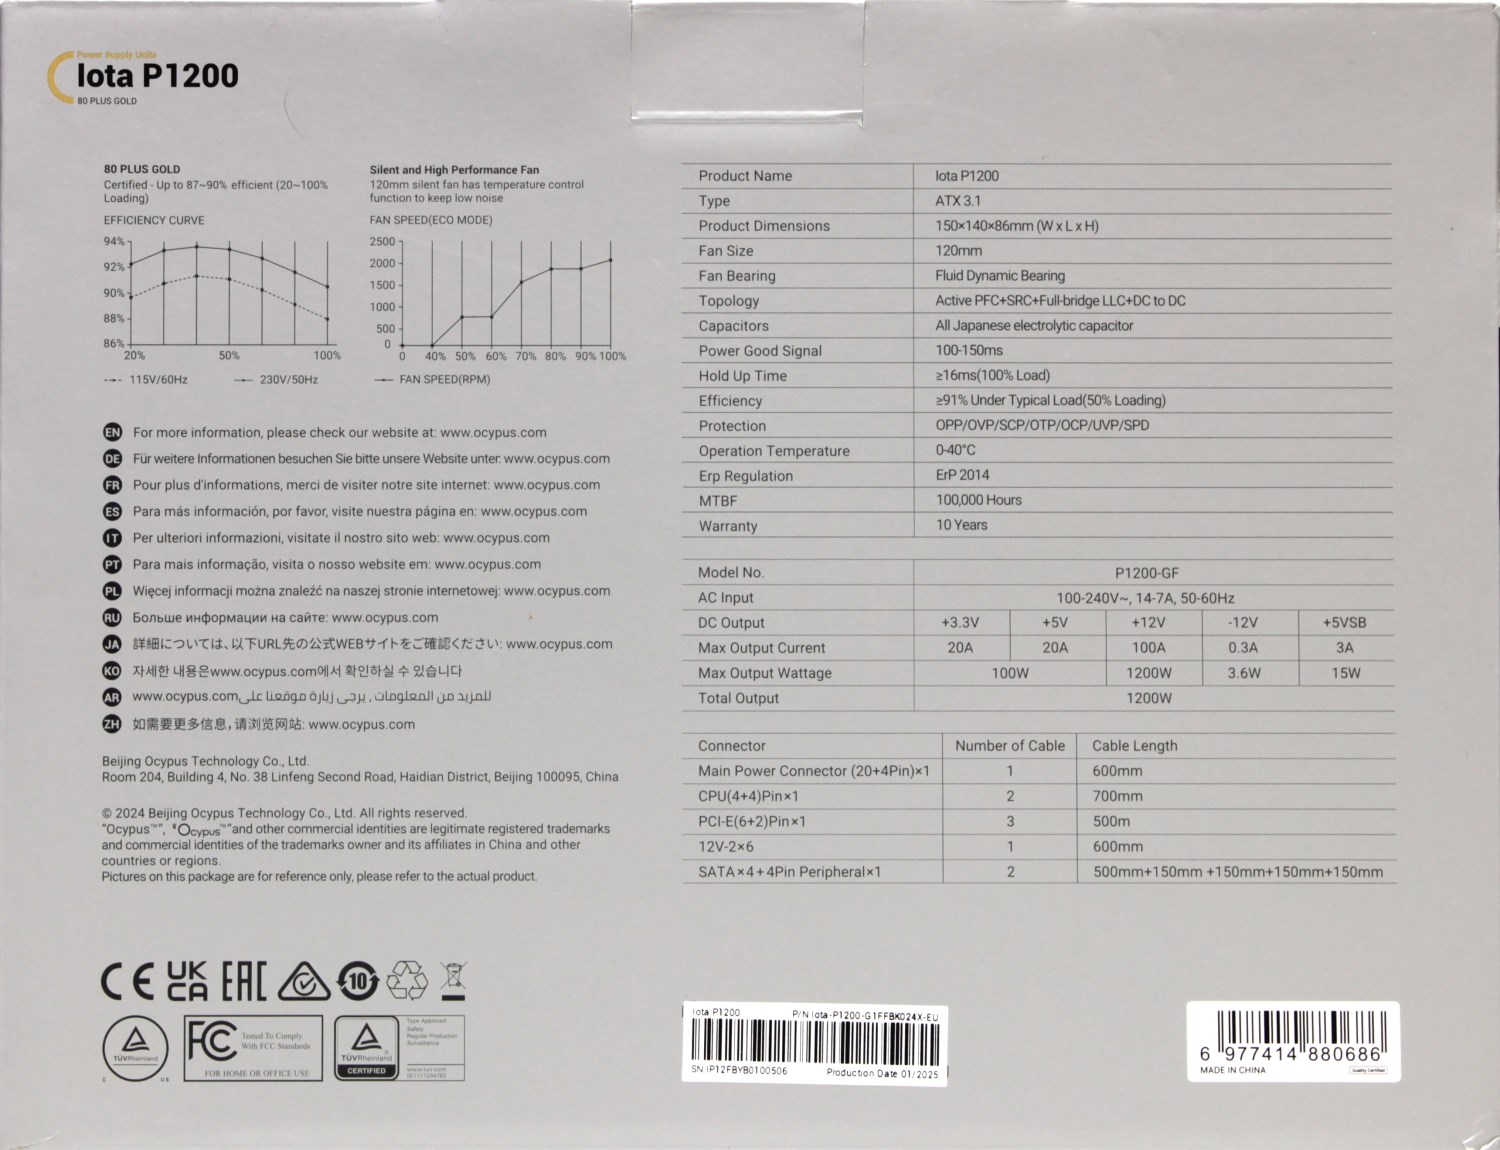 Power Supply Units
Iota P1200
80 PLUS GOLD
80 PLUS GOLD
Certified - Up to 87~90% efficient (20~100%
Loading)
EFFICIENCY CURVE
94%
92%
90%
88%
86%
20% 50% 100%
115V/60Hz 230V/50Hz
Silent and High Performance Fan
120mm silent fan has temperature control
function to keep low noise
FAN SPEED(ECO MODE)
2500
2000
1500
1000
500
0
0 40% 50% 60% 70% 80% 90% 100%
FAN SPEED(RPM)
EN For more information, please check our website at: www.ocypus.com
DE Für weitere Informationen besuchen Sie bitte unsere Website unter: www.ocypus.com
FR Pour plus d'informations, merci de visiter notre site internet: www.ocypus.com
ES Para más información, por favor, visite nuestra página en: www.ocypus.com
IT Per ulteriori informazioni, visitate il nostro sito web: www.ocypus.com
PT Para mais informação, visita o nosso website em: www.ocypus.com
PL Więcej informacji można znaleźć na naszej stronie internetowej: www.ocypus.com
RU Больше информации на сайте: www.ocypus.com
JA 詳細については、以下URL先の公式WEBサイトをご確認ください: www.ocypus.com
KO 자세한 내용은www.ocypus.com에서 확인하실 수 있습니다
AR للمزيد من المعلومات , يرجى زيارة موقعنا على www.ocypus.com
ZH 如需要更多信息，请浏览网站: www.ocypus.com
Beijing Ocypus Technology Co., Ltd.
Room 204, Building 4, No. 38 Linfeng Second Road, Haidian District, Beijing 100095, China
© 2024 Beijing Ocypus Technology Co., Ltd. All rights reserved.
"Ocypus™", "Ocypus™"and other commercial identities are legitimate registered trademarks
and commercial identities of the trademarks owner and its affiliates in China and other
countries or regions.
Pictures on this package are for reference only, please refer to the actual product.
CE UK CA EAC 10
TÜVRheinland
C US
FC
Tested To Comply
With FCC Standards
FOR HOME OR OFFICE USE
TÜVRheinland
CERTIFIED
Type Approved
Safety
Regular Production
Surveillance
www.tuv.com
Product Name Iota P1200
Type ATX 3.1
Product Dimensions 150×140×86mm (W x L x H)
Fan Size 120mm
Fan Bearing Fluid Dynamic Bearing
Topology Active PFC+SRC+Full-bridge LLC+DC to DC
Capacitors All Japanese electrolytic capacitor
Power Good Signal 100-150ms
Hold Up Time ≥16ms(100% Load)
Efficiency ≥91% Under Typical Load(50% Loading)
Protection OPP/OVP/SCP/OTP/OCP/UVP/SPD
Operation Temperature 0-40°C
Erp Regulation ErP 2014
MTBF 100,000 Hours
Warranty 10 Years
Model No. P1200-GF
AC Input 100-240V~, 14-7A, 50-60Hz
DC Output +3.3V +5V +12V -12V +5VSB
Max Output Current 20A 20A 100A 0.3A 3A
Max Output Wattage 100W 1200W 3.6W 15W
Total Output 1200W
Connector Number of Cable Cable Length
Main Power Connector (20+4Pin)×1 1 600mm
CPU(4+4)Pin×1 2 700mm
PCI-E(6+2)Pin×1 3 500m
12V-2×6 1 600mm
SATA×4+4Pin Peripheral×1 2 500mm+150mm +150mm+150mm+150mm
Iota P1200 P/N Iota-P1200-G1FFBK024X-EU
SN IP12FBYB0100506 Production Date 01/2025
6 977414 880686
MADE IN CHINA Quality Certified